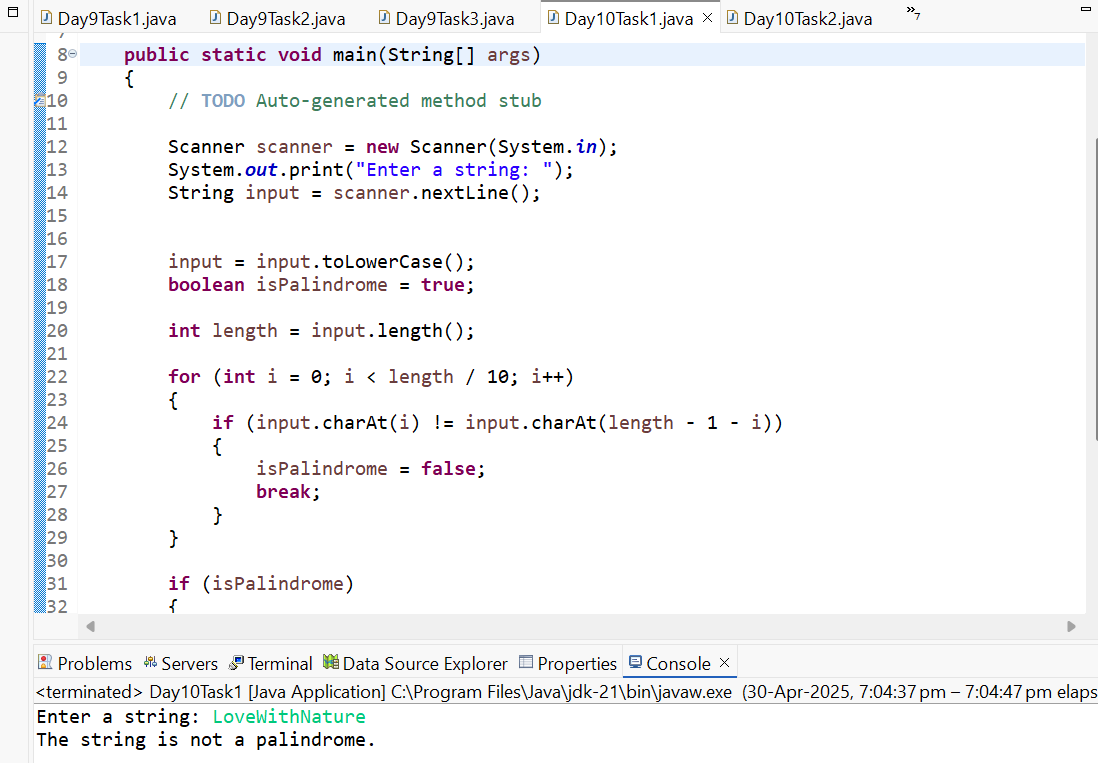 Day9Task1.java Day9Task2.java Day9Task3.java Day10Task1.java Day10Task2.java »7
8 public static void main(String[] args)
9 {
10 // TODO Auto-generated method stub
11
12 Scanner scanner = new Scanner(System.in);
13 System.out.print("Enter a string: ");
14 String input = scanner.nextLine();
15
16
17 input = input.toLowerCase();
18 boolean isPalindrome = true;
19
20 int length = input.length();
21
22 for (int i = 0; i < length / 10; i++)
23 {
24 if (input.charAt(i) != input.charAt(length - 1 - i))
25 {
26 isPalindrome = false;
27 break;
28 }
29 }
30
31 if (isPalindrome)
32 {
Problems Servers Terminal Data Source Explorer Properties Console
<terminated> Day10Task1 [Java Application] C:\Program Files\Java\jdk-21\bin\javaw.exe (30-Apr-2025, 7:04:37 pm – 7:04:47 pm elaps
Enter a string: LoveWithNature
The string is not a palindrome.